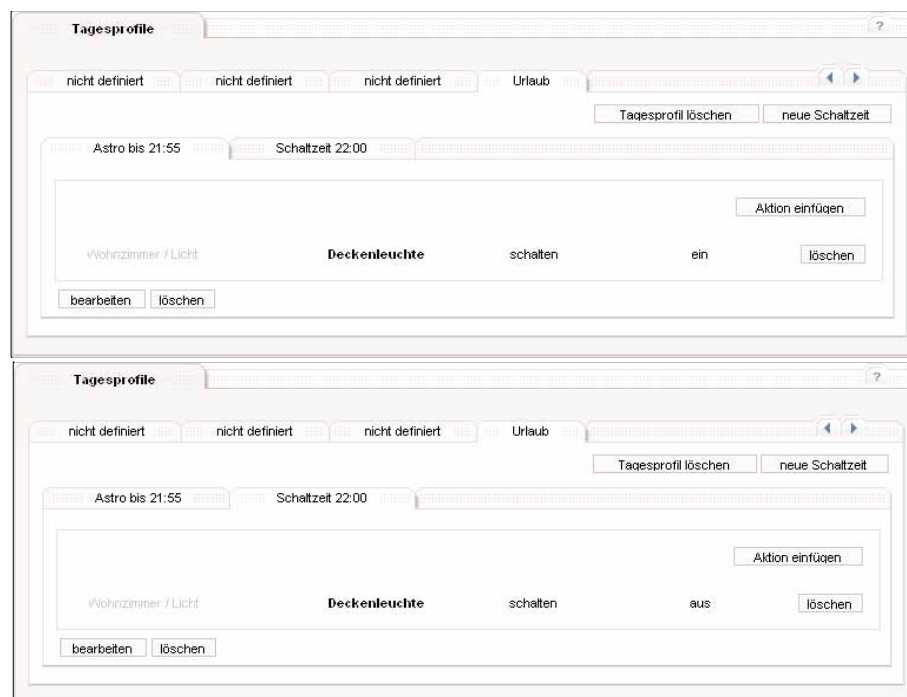 Tagesprofile ?
nicht definiert nicht definiert nicht definiert Urlaub
Tagesprofil löschen neue Schaltzeit
Astro bis 21:55 Schaltzeit 22:00
Aktion einfügen
Wohnzimmer / Licht Deckenleuchte schalten ein löschen
bearbeiten löschen
Tagesprofile ?
nicht definiert nicht definiert nicht definiert Urlaub
Tagesprofil löschen neue Schaltzeit
Astro bis 21:55 Schaltzeit 22:00
Aktion einfügen
Wohnzimmer / Licht Deckenleuchte schalten aus löschen
bearbeiten löschen